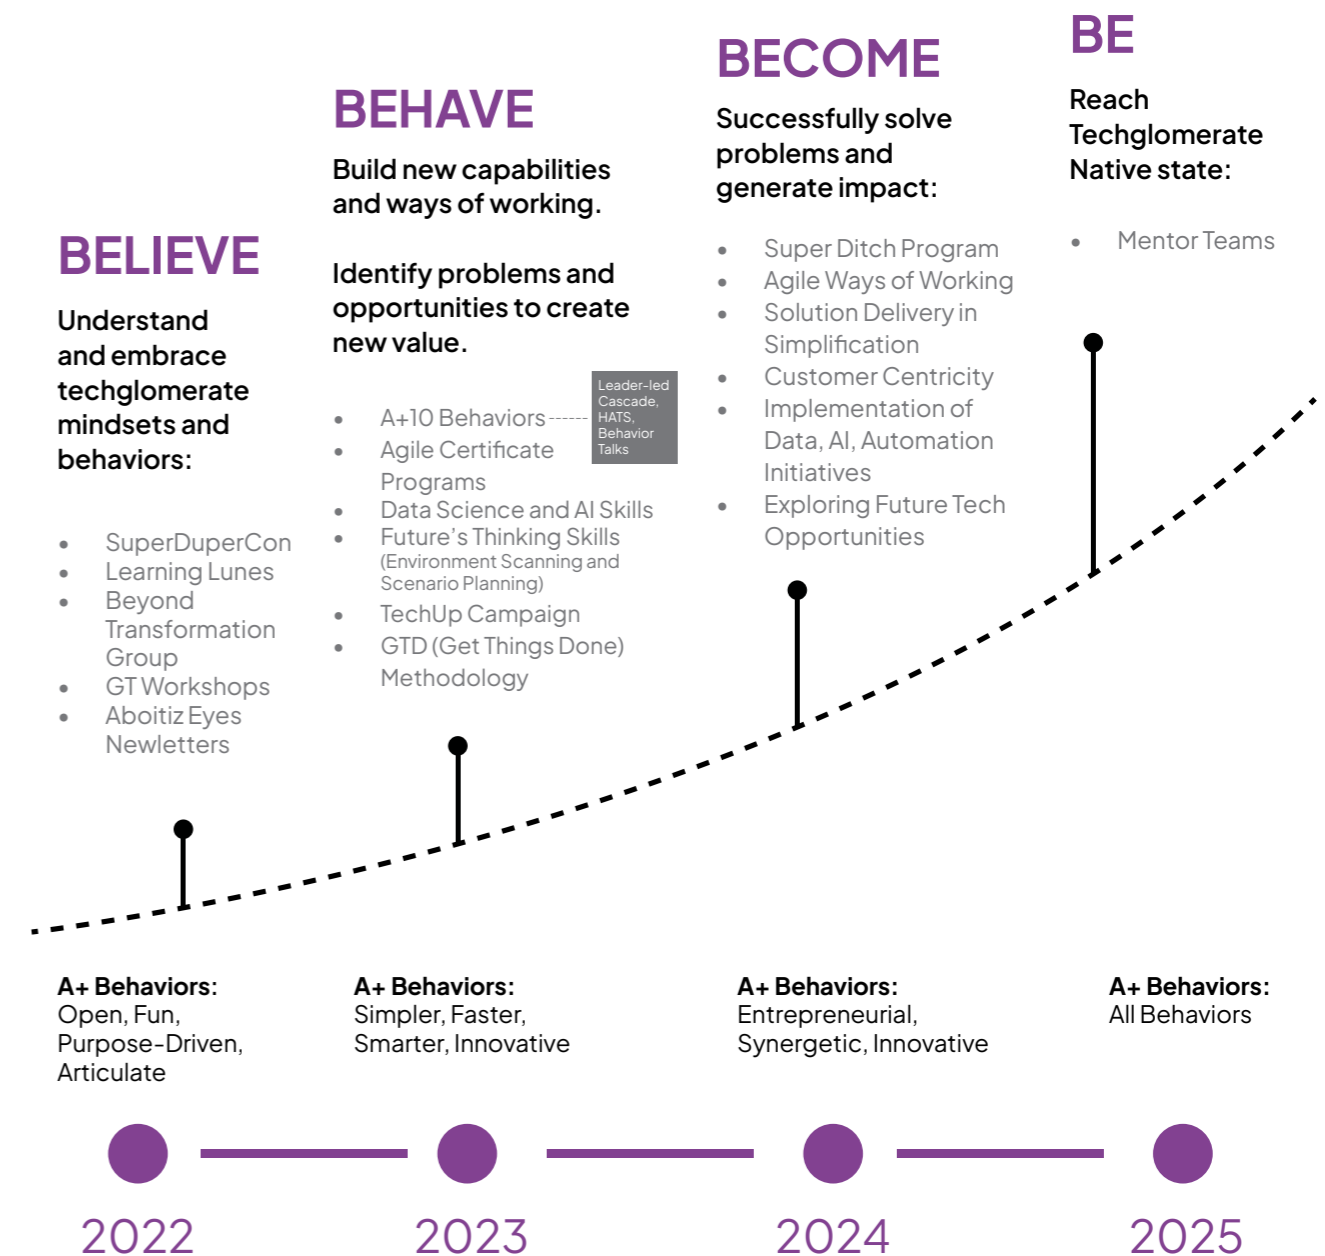 BELIEVE
Understand
and embrace
techglomerate
mindsets and
behaviors:
• SuperDuperCon
• Learning Lunes
• Beyond
Transformation
Group
• GT Workshops
• Aboitiz Eyes
Newletters
BEHAVE
Build new capabilities
and ways of working.
Identify problems and
opportunities to create
new value.
• A+10 Behaviors
Leader-led
Cascade,
HATS,
Behavior
Talks
• Agile Certificate
Programs
• Data Science and AI Skills
• Future's Thinking Skills
(Environment Scanning and
Scenario Planning)
• TechUp Campaign
• GTD (Get Things Done)
Methodology
BECOME
Successfully solve
problems and
generate impact:
• Super Ditch Program
• Agile Ways of Working
• Solution Delivery in
Simplification
• Customer Centricity
• Implementation of
Data, AI, Automation
Initiatives
• Exploring Future Tech
Opportunities
BE
Reach
Techglomerate
Native state:
• Mentor Teams
A+ Behaviors:
Open, Fun,
Purpose-Driven,
Articulate
A+ Behaviors:
Simpler, Faster,
Smarter, Innovative
A+ Behaviors:
Entrepreneurial,
Synergetic, Innovative
A+ Behaviors:
All Behaviors
2022
2023
2024
2025